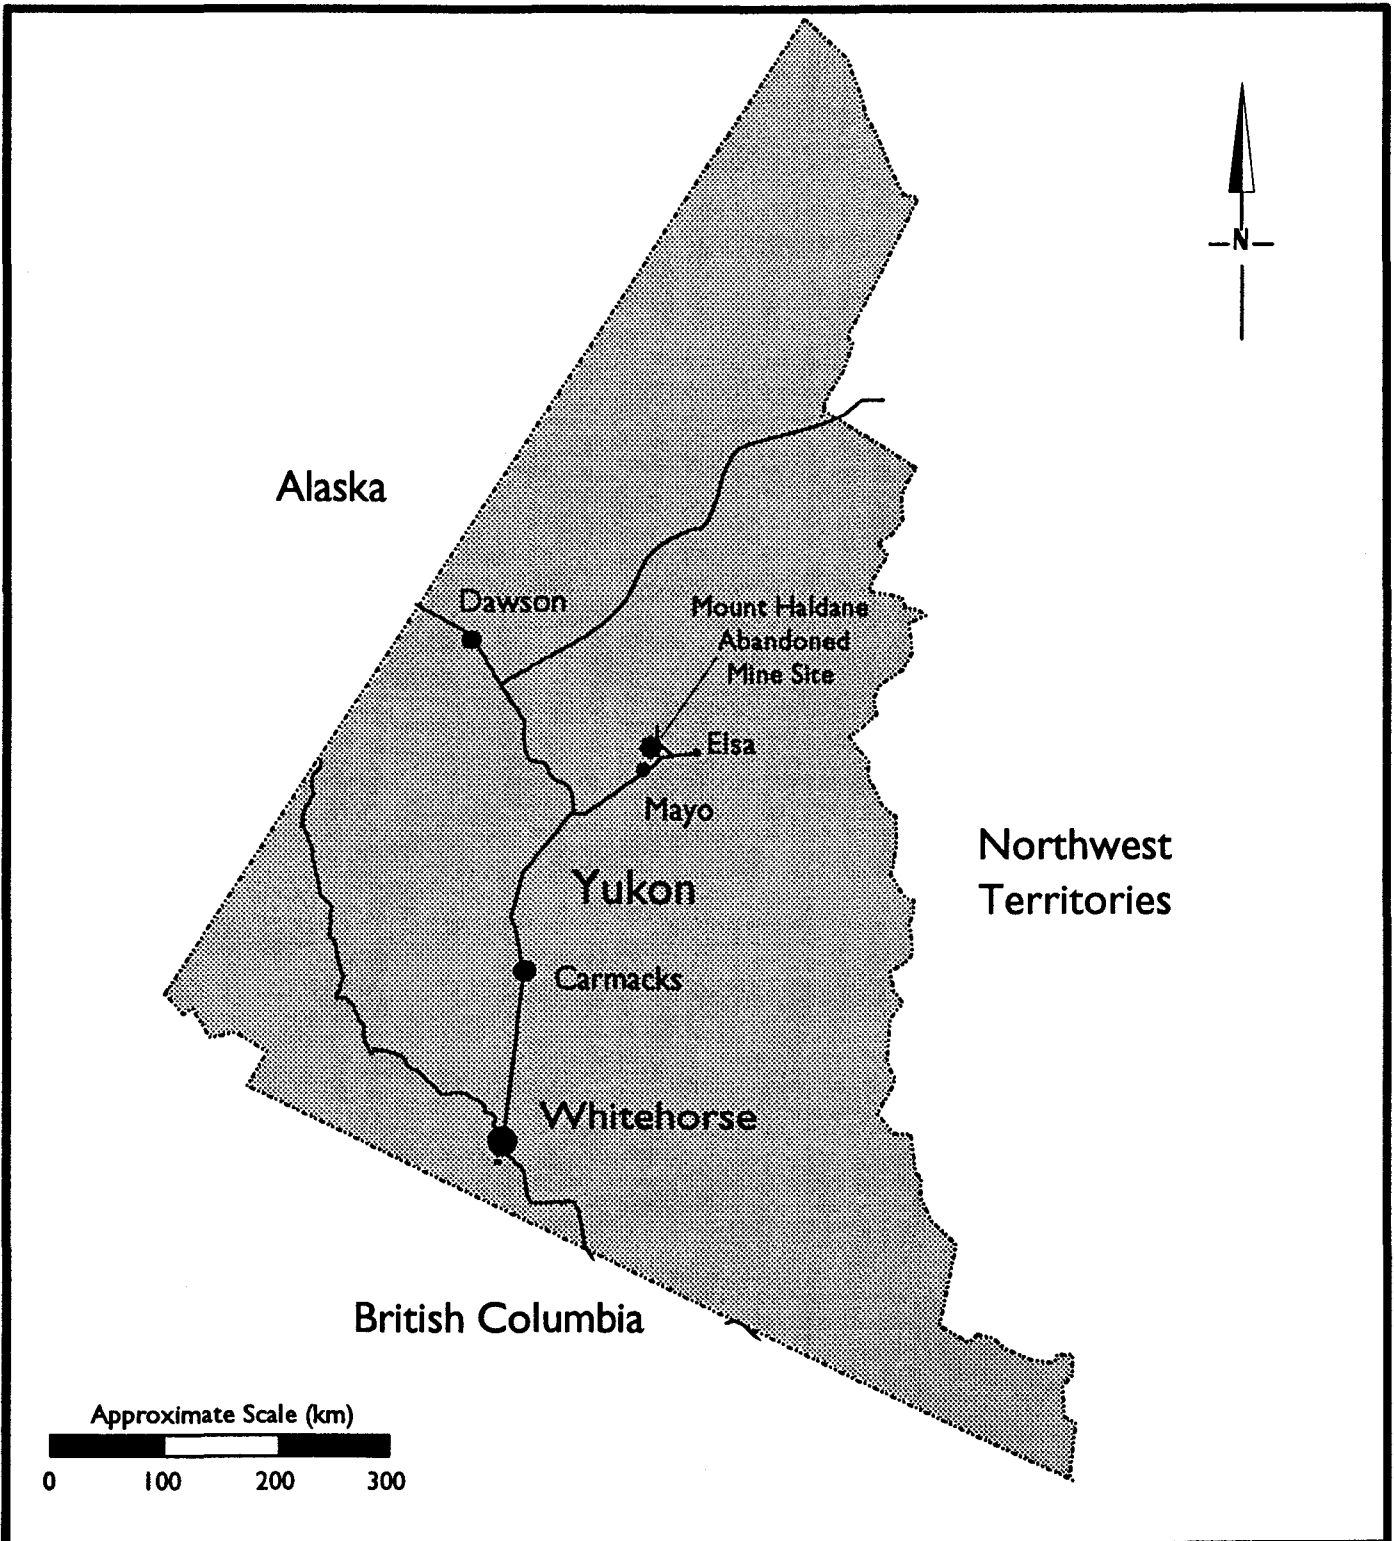 —N—
Alaska
Dawson
Mount Haldane
Abandoned
Mine Site
Elsa
Mayo
Northwest
Territories
Yukon
Carmacks
Whitehorse
British Columbia
Approximate Scale (km)
0 100 200 300